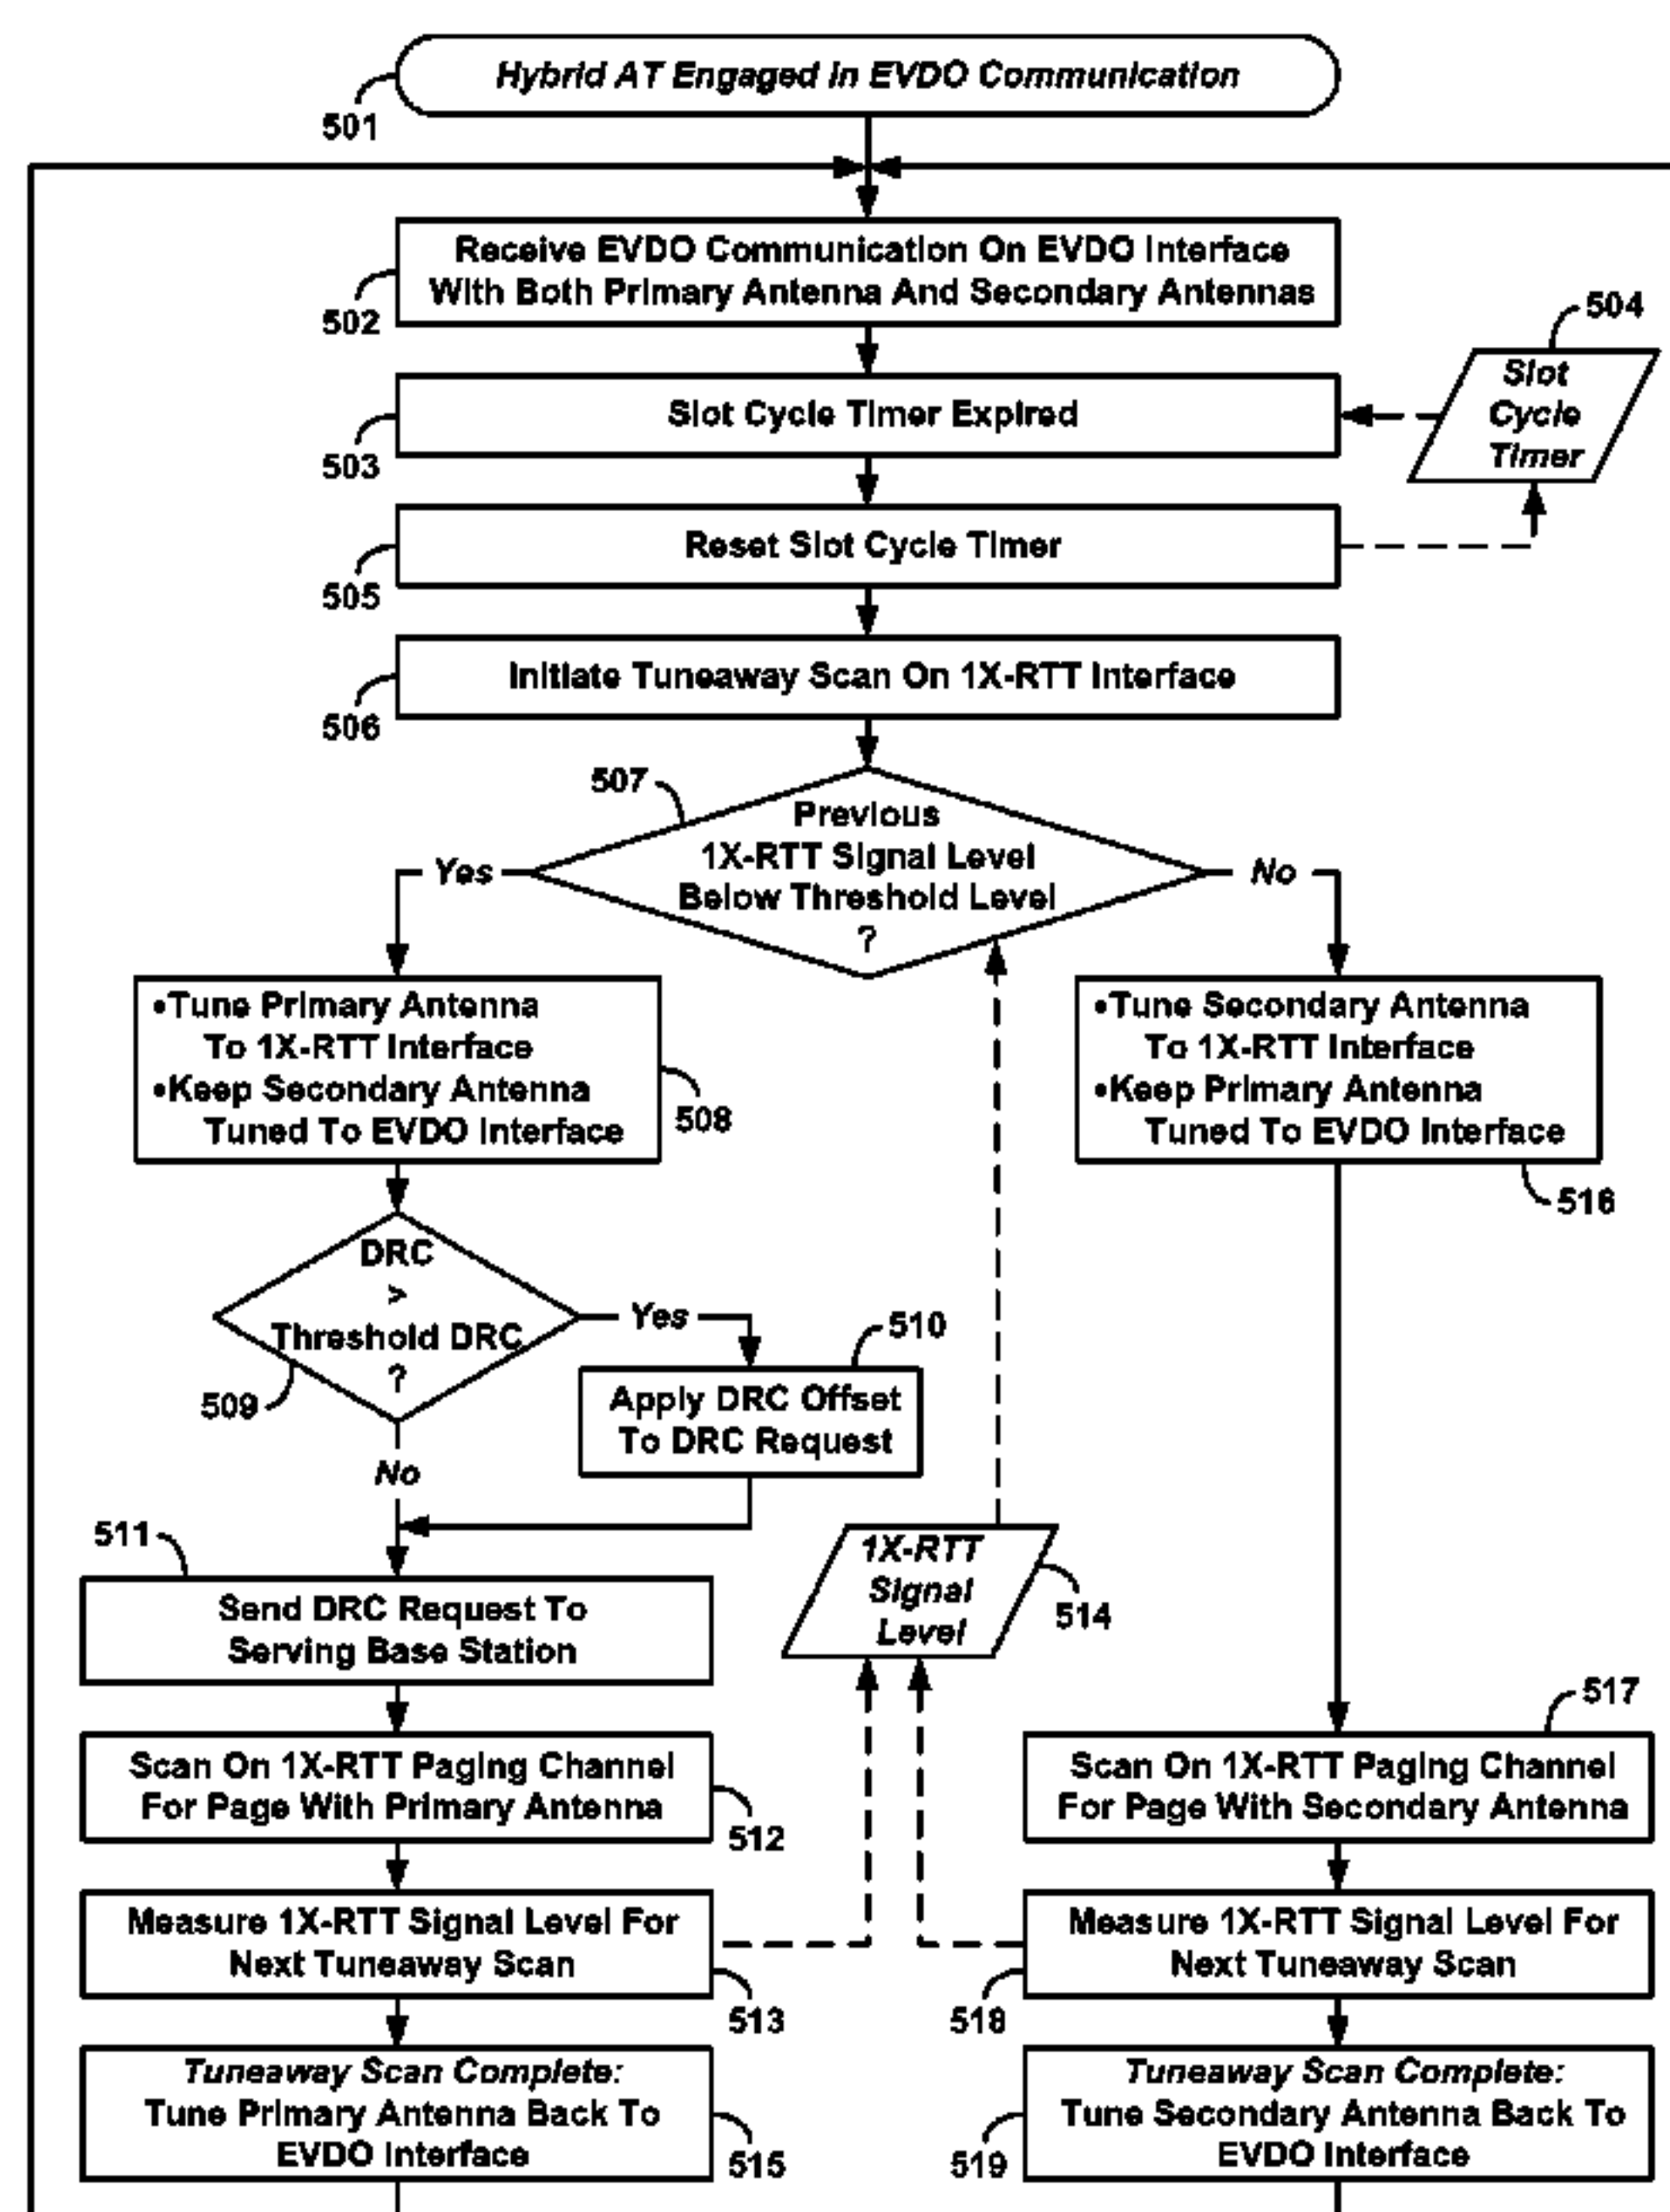 Hybrid AT Engaged in EVDO Communication
501
Receive EVDO Communication On EVDO Interface
With Both Primary Antenna And Secondary Antennas
502
504
Slot
Cycle
Timer
Slot Cycle Timer Expired
503
Reset Slot Cycle Timer
505
Initiate Tuneaway Scan On 1X-RTT Interface
506
507
Previous
1X-RTT Signal Level
Below Threshold Level
?
Yes
No
•Tune Primary Antenna
To 1X-RTT Interface
•Keep Secondary Antenna
Tuned To EVDO Interface
508
•Tune Secondary Antenna
To 1X-RTT Interface
•Keep Primary Antenna
Tuned To EVDO Interface
516
DRC
>
Threshold DRC
?
509
Yes
510
Apply DRC Offset
To DRC Request
No
511
Send DRC Request To
Serving Base Station
1X-RTT
Signal
Level
514
517
Scan On 1X-RTT Paging Channel
For Page With Primary Antenna
512
Scan On 1X-RTT Paging Channel
For Page With Secondary Antenna
Measure 1X-RTT Signal Level For
Next Tuneaway Scan
513
Measure 1X-RTT Signal Level For
Next Tuneaway Scan
518
Tuneaway Scan Complete:
Tune Primary Antenna Back To
EVDO Interface
515
Tuneaway Scan Complete:
Tune Secondary Antenna Back To
EVDO Interface
519